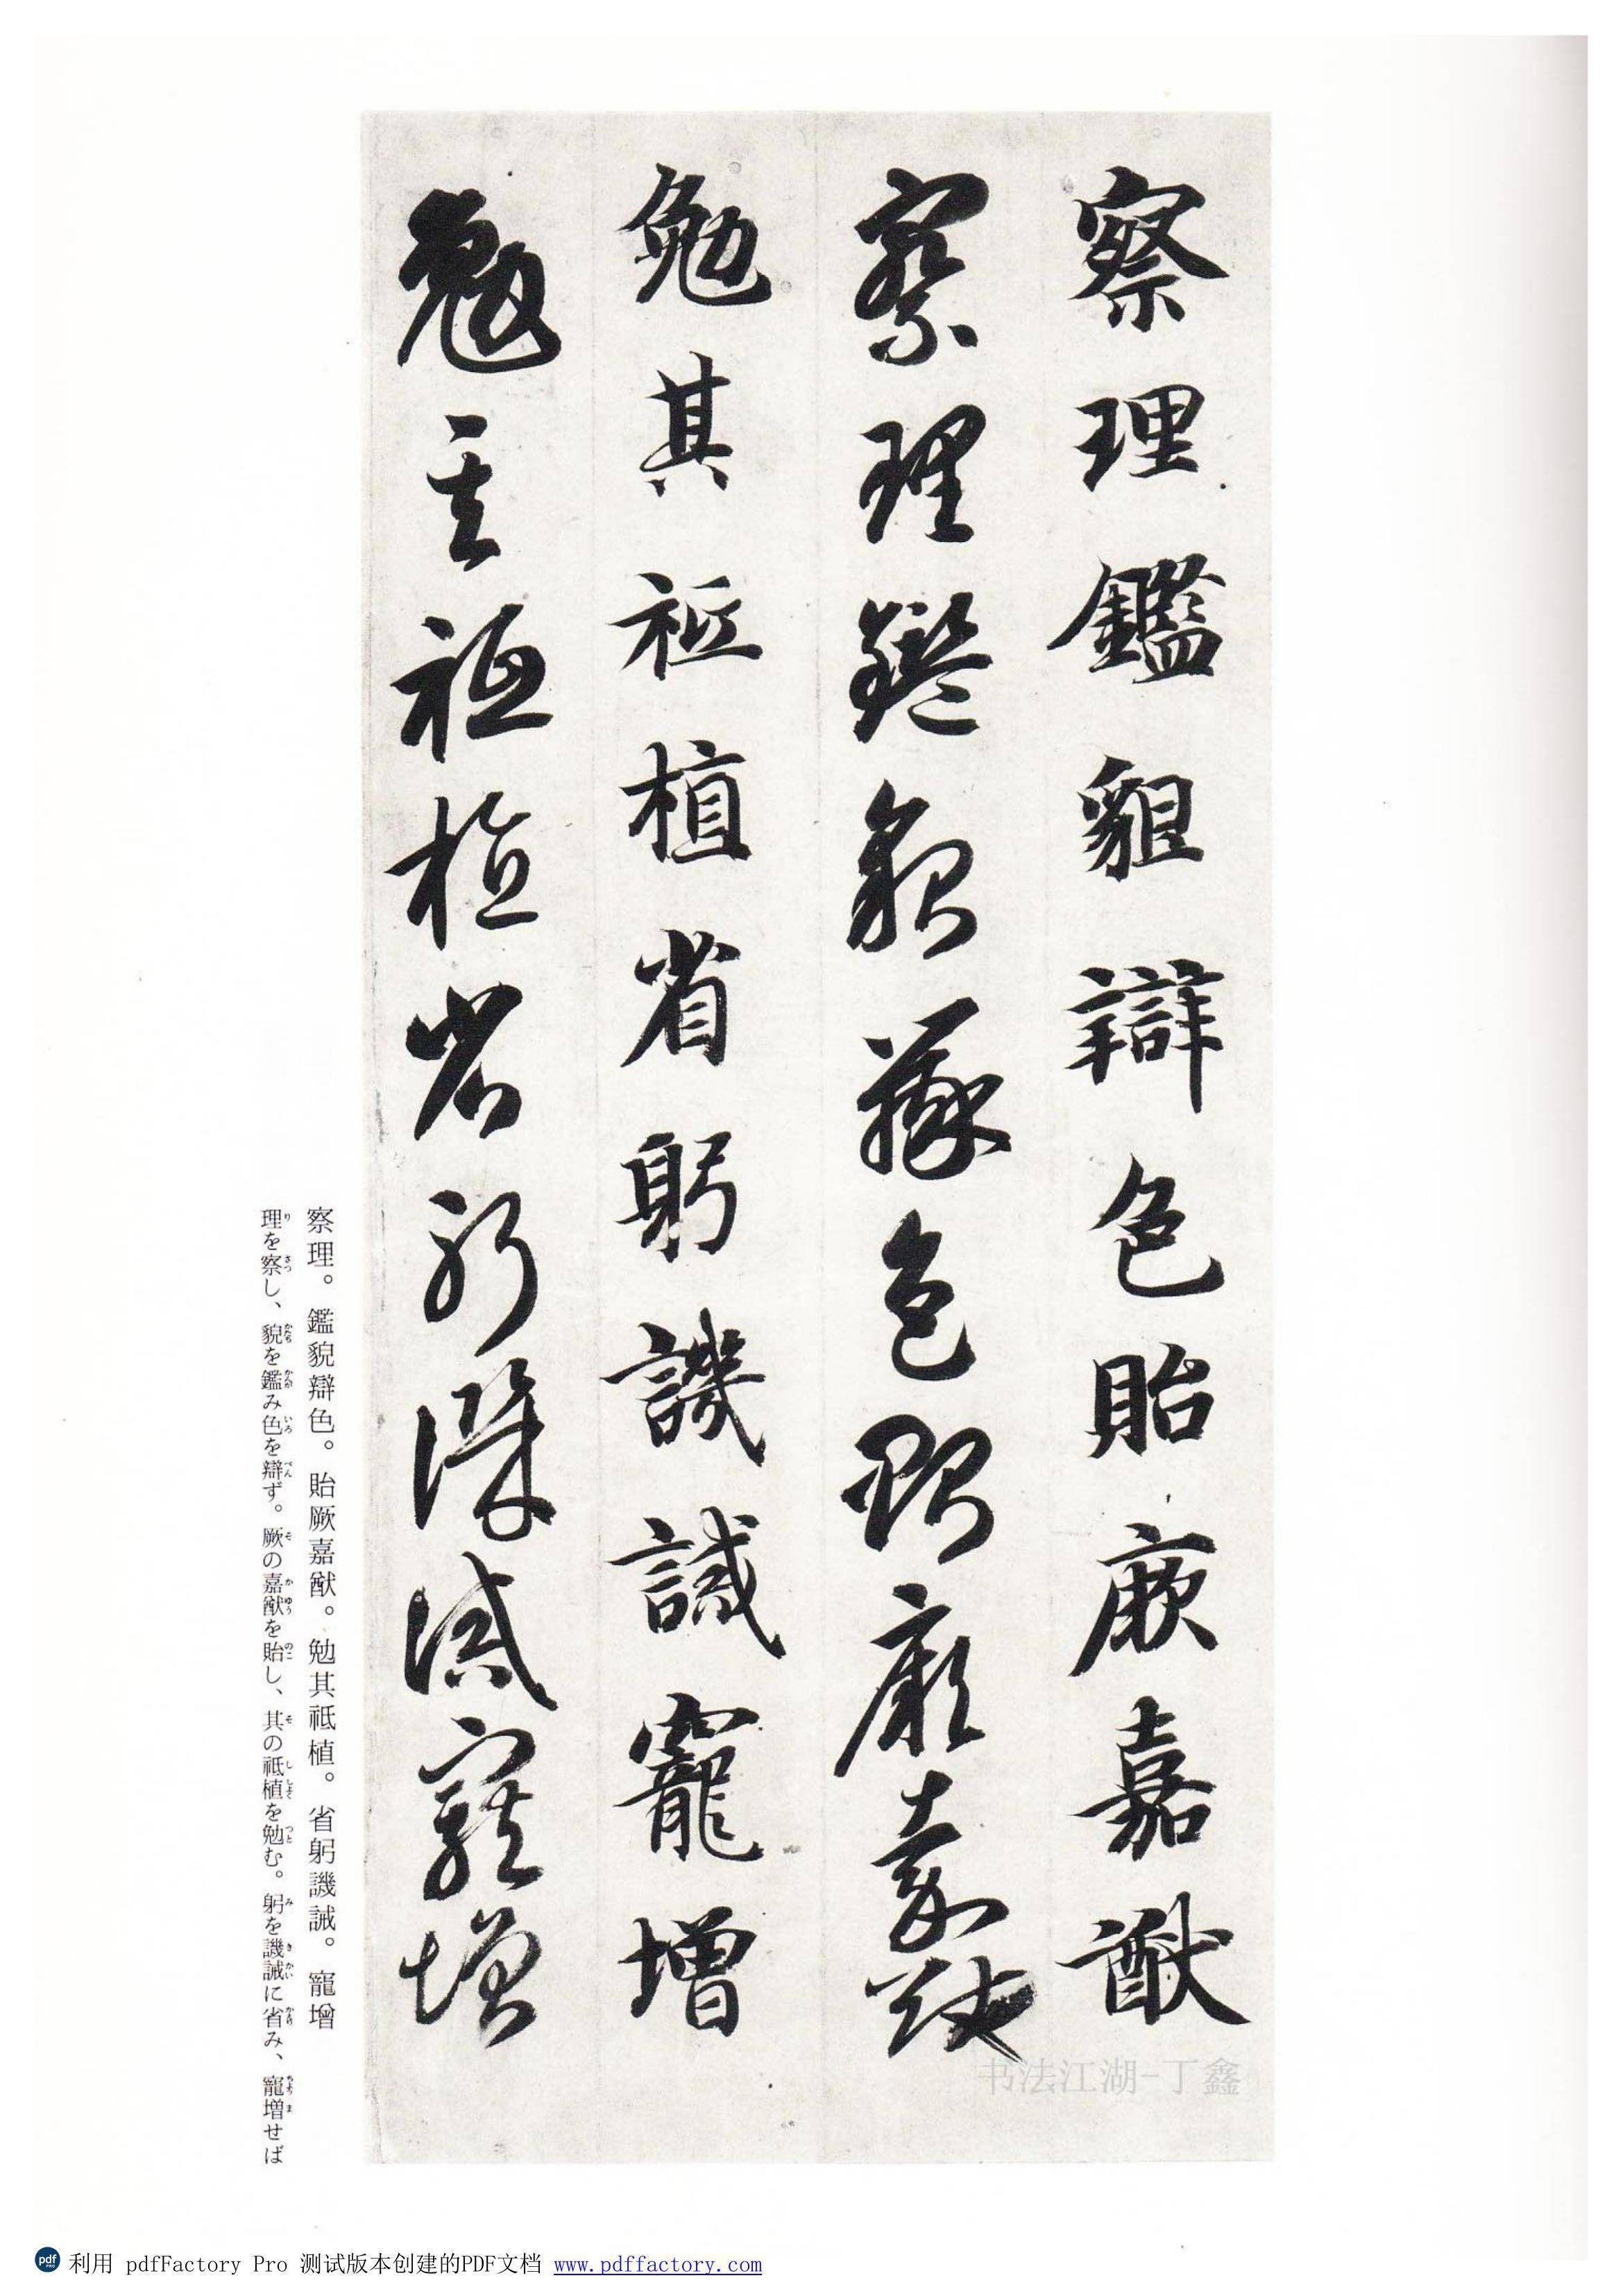 察理鑑貌辯色貽厥嘉猷
察理鑑貌辯色貽厥嘉猷
勉其祗植省躬譏誡寵增
勉其祗植省躬譏誡寵增
察理。鑑貌辯色。貽厥嘉猷。勉其祗植。省躬譏誡。寵增
理を察し、貌を鑑み色を辯ず。厥の嘉猷を貽し、其の祗植を勉む。躬を譏誡に省み、寵增せば
书法江湖-丁鑫
利用 pdfFactory Pro 测试版本创建的PDF文档 www.pdffactory.com